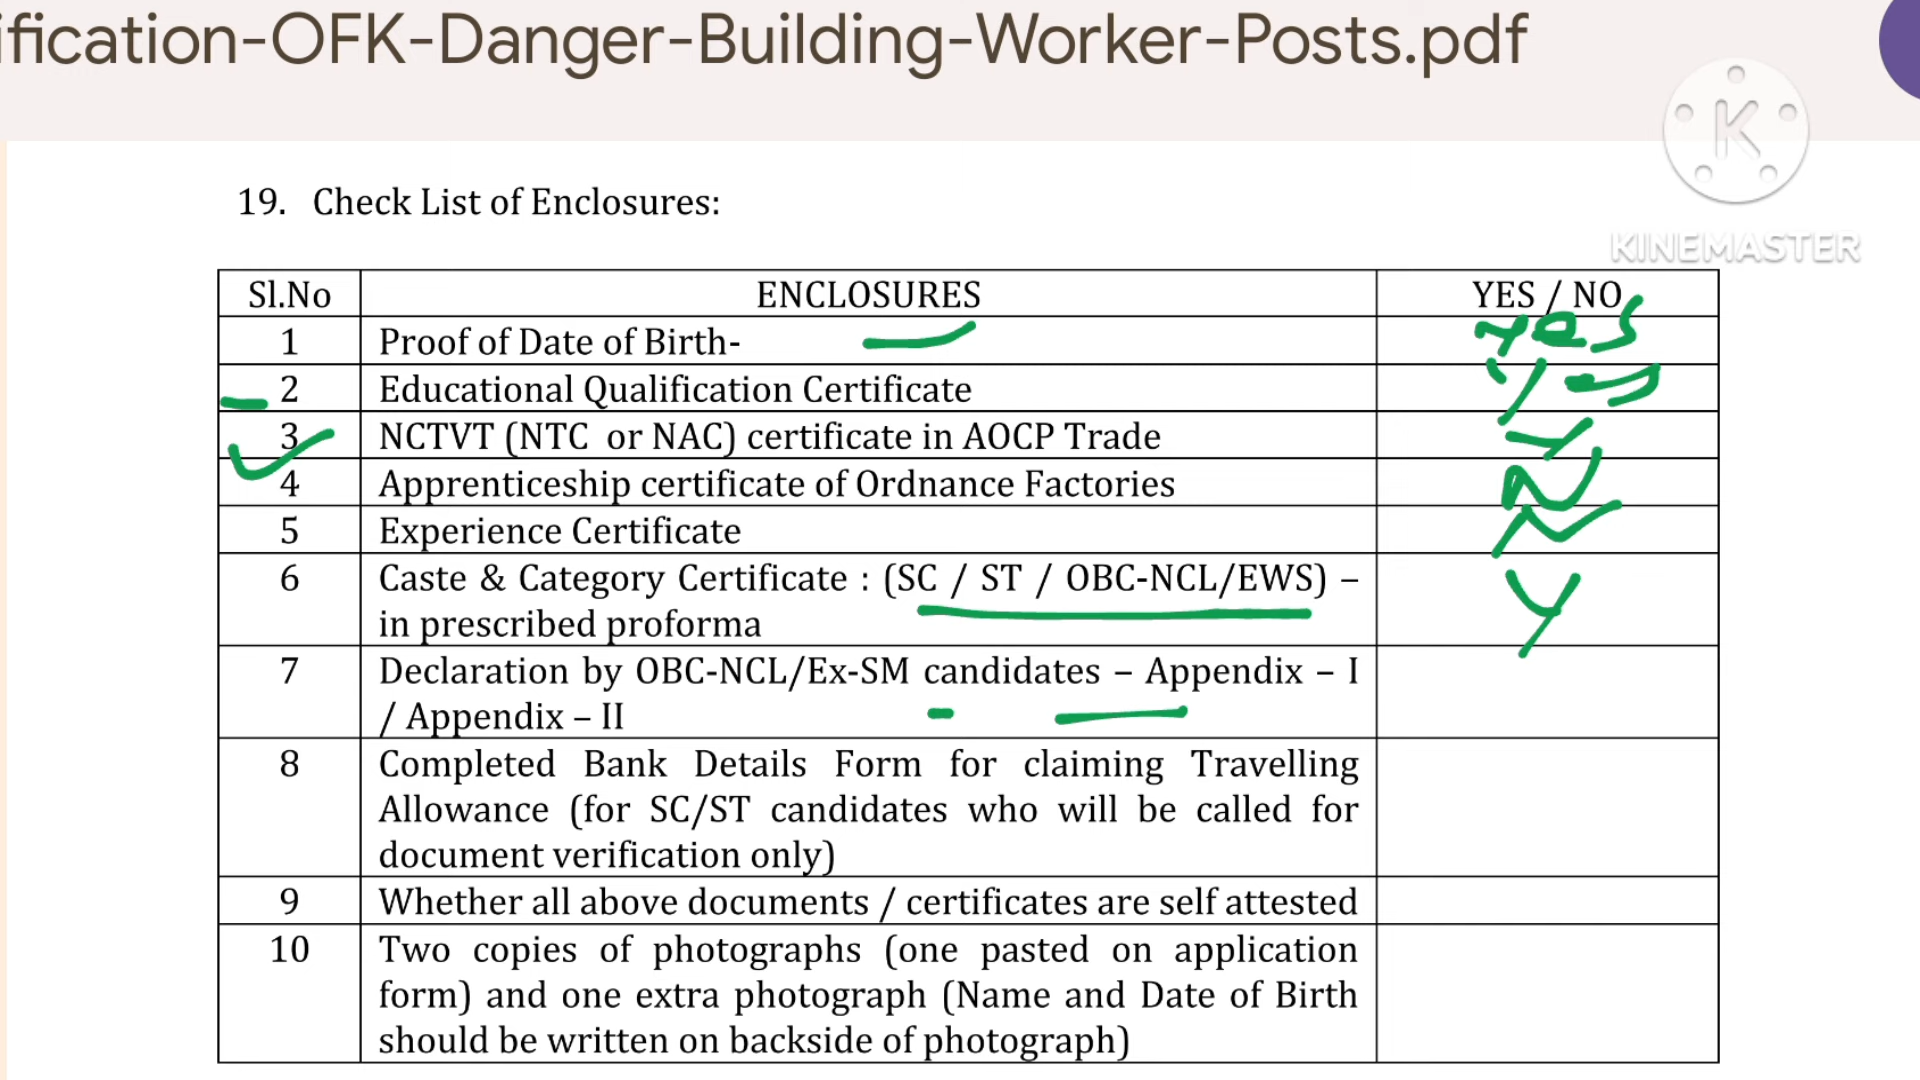 ification-OFK-Danger-Building-Worker-Posts.pdf
K
KINEMASTER
19. Check List of Enclosures:
Sl.No ENCLOSURES YES / NO
1 Proof of Date of Birth- yes
2 Educational Qualification Certificate
3 NCTVT (NTC or NAC) certificate in AOCP Trade Y
4 Apprenticeship certificate of Ordnance Factories N
5 Experience Certificate N
6 Caste & Category Certificate : (SC / ST / OBC-NCL/EWS) – Y
in prescribed proforma
7 Declaration by OBC-NCL/Ex-SM candidates – Appendix – I
/ Appendix – II
8 Completed Bank Details Form for claiming Travelling
Allowance (for SC/ST candidates who will be called for
document verification only)
9 Whether all above documents / certificates are self attested
10 Two copies of photographs (one pasted on application
form) and one extra photograph (Name and Date of Birth
should be written on backside of photograph)